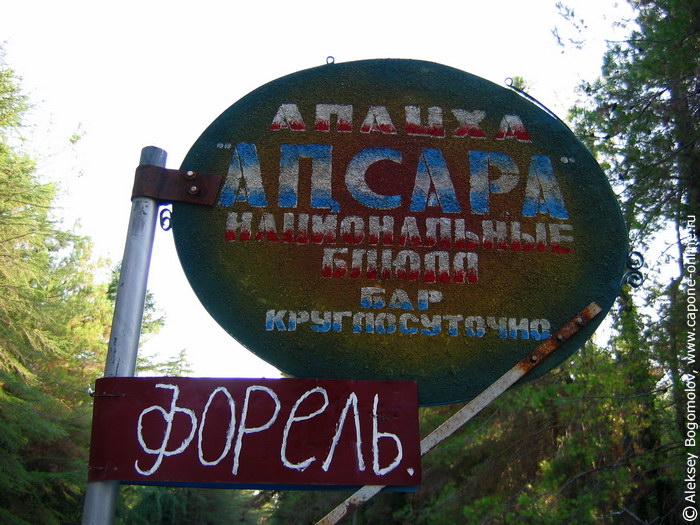 АПАЦХА
"АПСАРА"
НАЦИОНАЛЬНЫЕ
БЛЮДА
БАР
КРУГЛОСУТОЧНО
форель.
© Aleksey Bogomolov, www.capone-online.ru